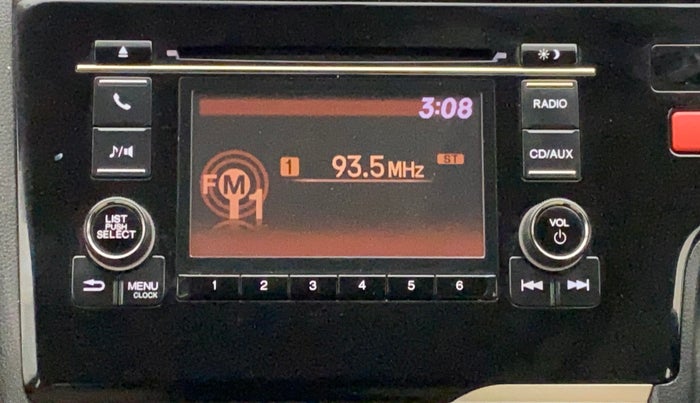 3:08
RADIO
CD/AUX
1 93.5 MHz ST
FM 1
LIST
PUSH
SELECT
VOL
MENU
CLOCK
1 2 3 4 5 6